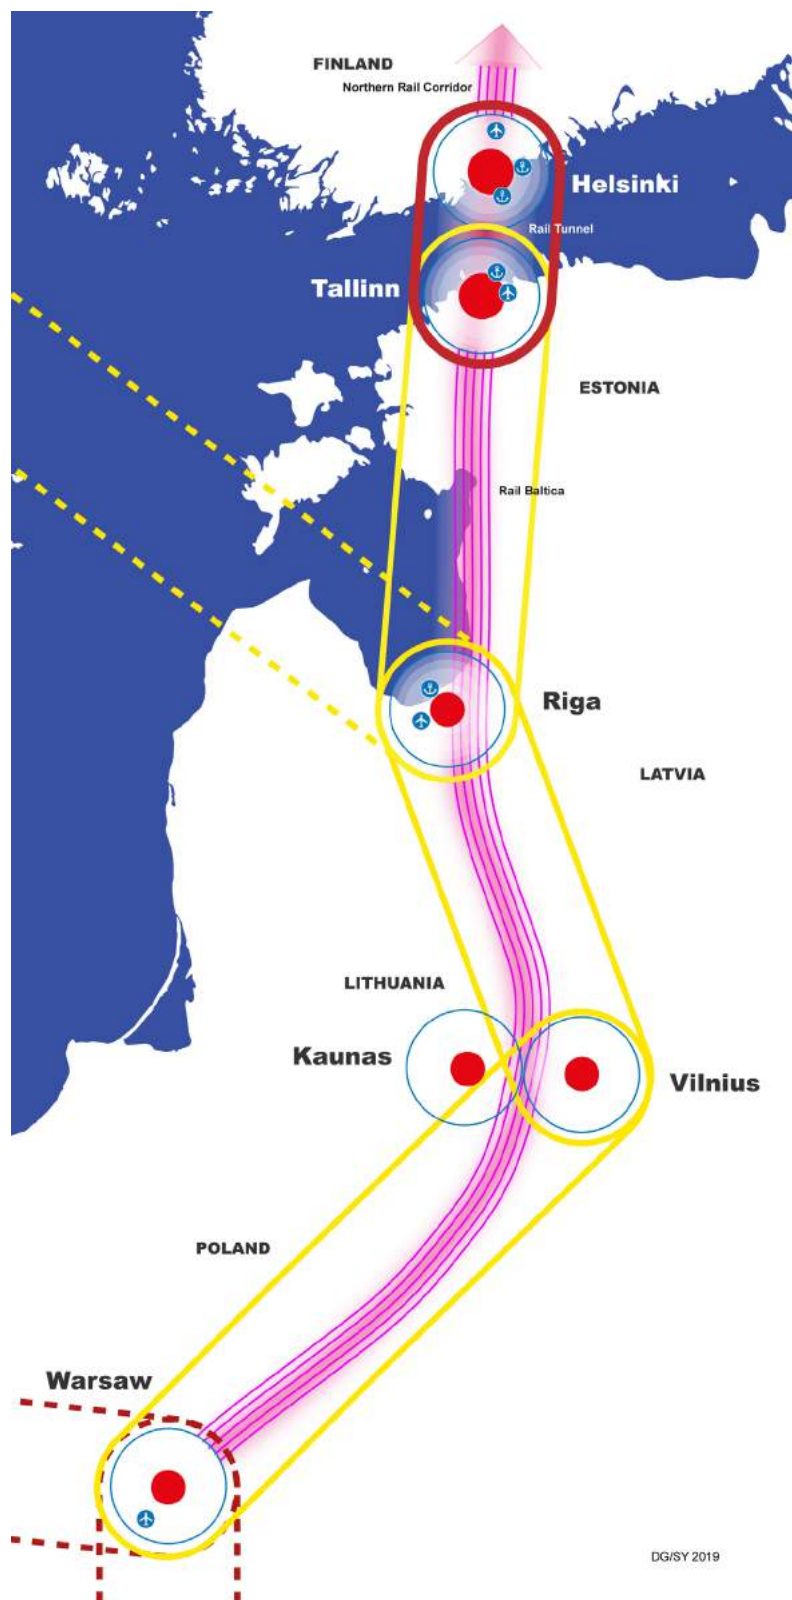 FINLAND
Northern Rail Corridor
Helsinki
Rail Tunnel
Tallinn
ESTONIA
Rail Baltica
Riga
LATVIA
LITHUANIA
Kaunas
Vilnius
POLAND
Warsaw
DG/SY 2019